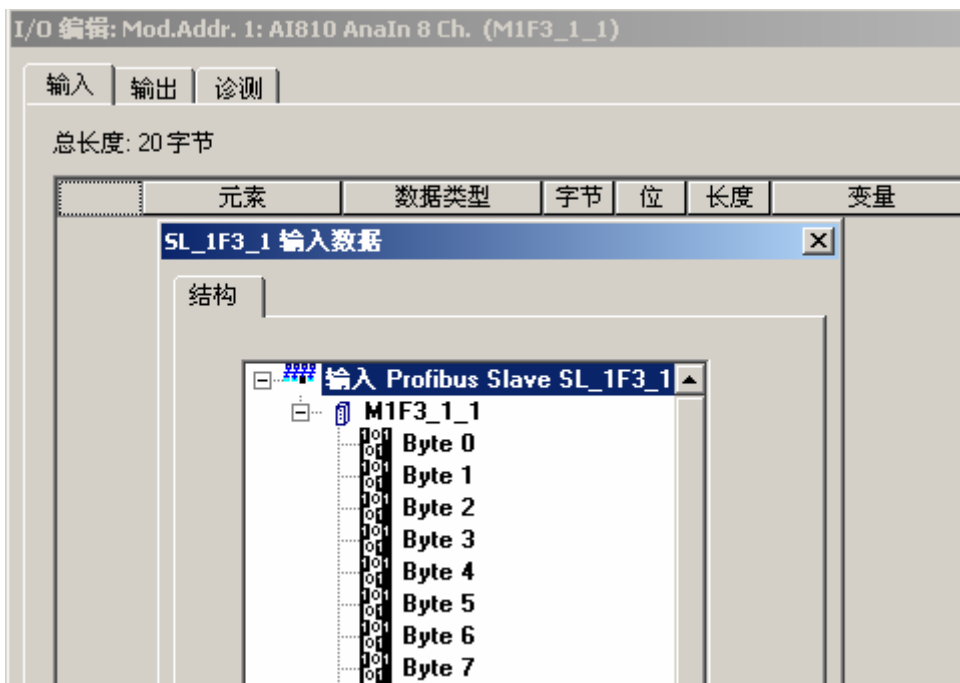 I/O 编辑: Mod.Addr. 1: AI810 AnaIn 8 Ch. (M1F3_1_1)
输入 输出 诊测
总长度: 20 字节
元素 数据类型 字节 位 长度 变量
SL_1F3_1 输入数据
结构
输入 Profibus Slave SL_1F3_1
M1F3_1_1
Byte 0
Byte 1
Byte 2
Byte 3
Byte 4
Byte 5
Byte 6
Byte 7